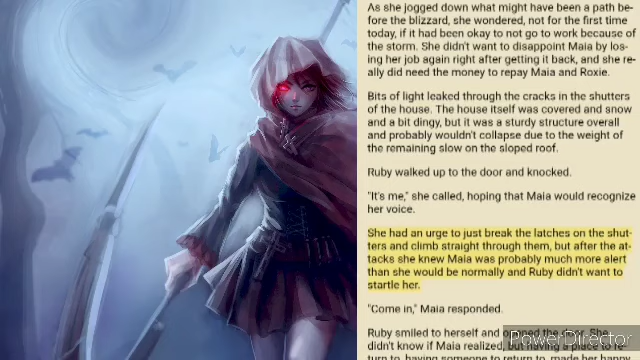 As she jogged down what might have been a path be-
fore the blizzard, she wondered, not for the first time
today, if it had been okay to not go to work because of
the storm. She didn't want to disappoint Maia by los-
ing her job again right after getting it back, and she re-
ally did need the money to repay Maia and Roxie.
Bits of light leaked through the cracks in the shutters
of the house. The house itself was covered and snow
and a bit dingy, but it was a sturdy structure overall
and probably wouldn't collapse due to the weight of
the remaining slow on the sloped roof.
Ruby walked up to the door and knocked.
"It's me," she called, hoping that Maia would recognize
her voice.
She had an urge to just break the latches on the shut-
ters and climb straight through them, but after the at-
tacks she knew Maia was probably much more alert
than she would be normally and Ruby didn't want to
startle her.
"Come in," Maia responded.
Ruby smiled to herself and opened the door. She
didn't know if Maia realized, but having a place to re-
turn to, having someone to return to, made her happy
PowerDirector